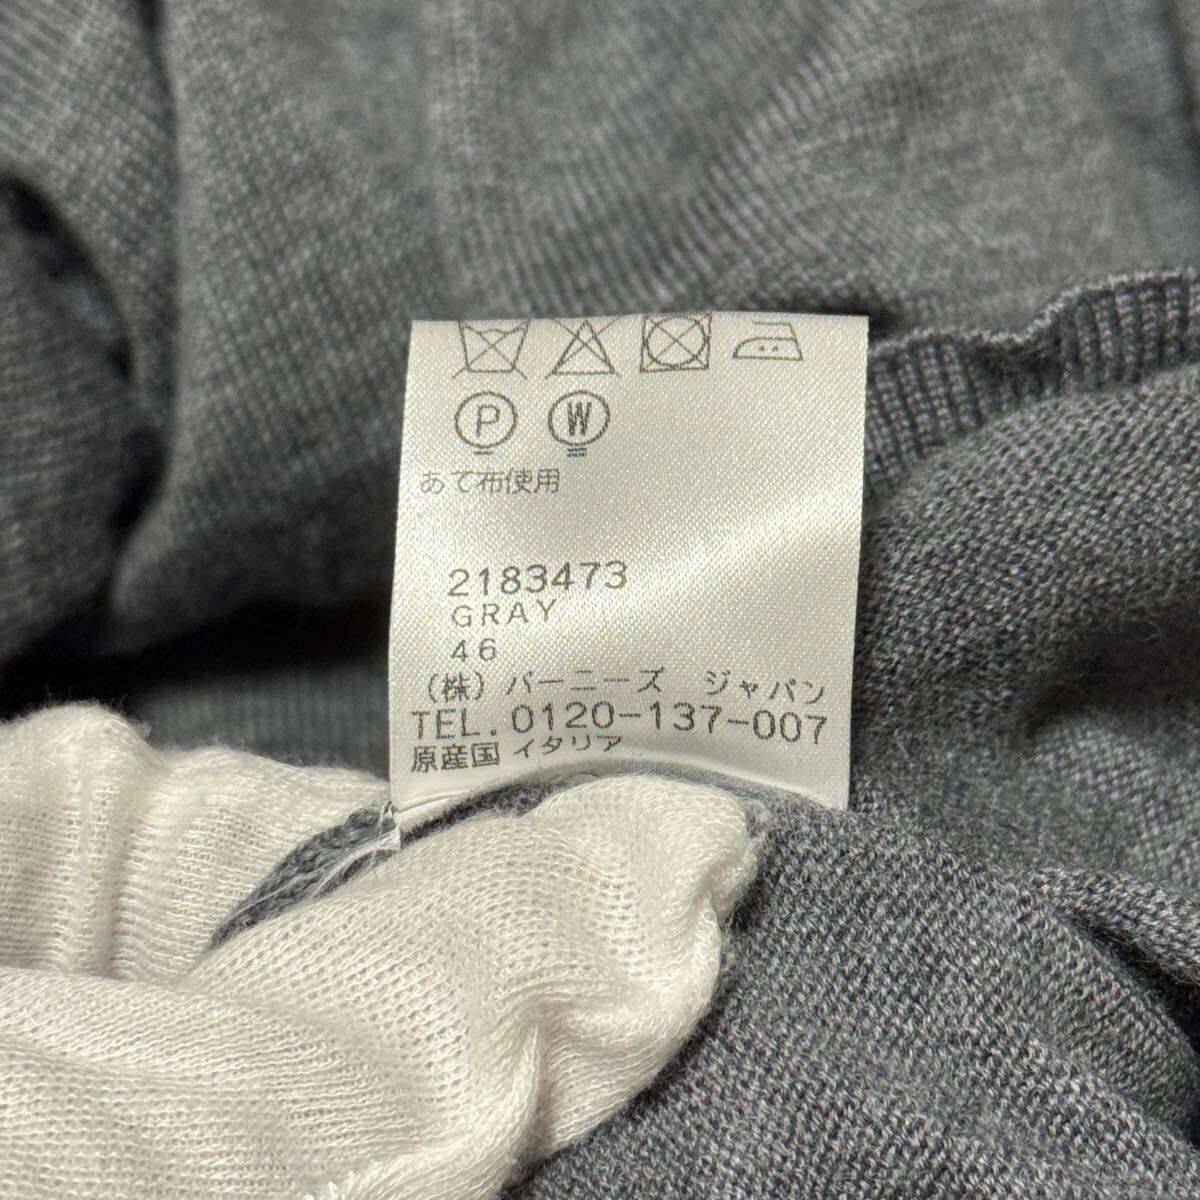 P W
あて布使用
2183473
GRAY
46
(株) バーニーズ ジャパン
TEL. 0120-137-007
原産国 イタリア